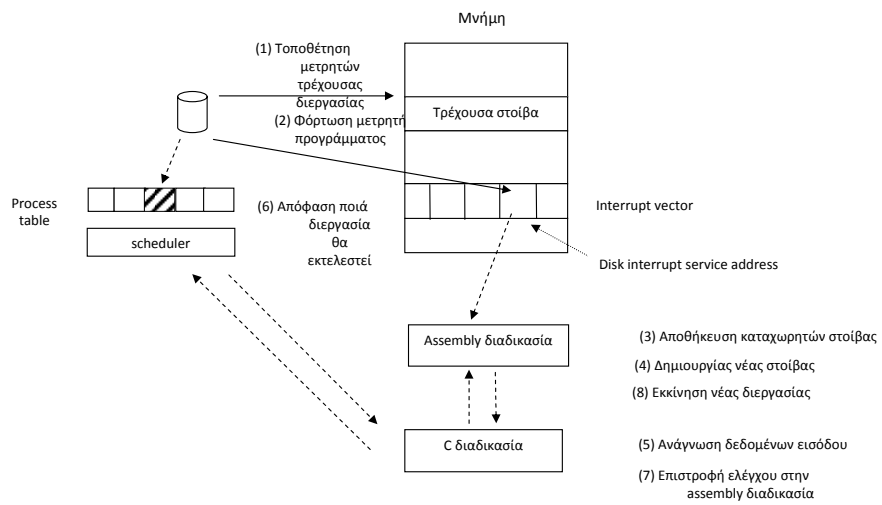 Μνήμη
(1) Τοποθέτηση
μετρητών
τρέχουσας
διεργασίας
(2) Φόρτωση μετρητή
προγράμματος
Τρέχουσα στοίβα
Process
table
scheduler
(6) Απόφαση ποιά
διεργασία
θα
εκτελεστεί
Interrupt vector
Disk interrupt service address
Assembly διαδικασία
(3) Αποθήκευση καταχωρητών στοίβας
(4) Δημιουργία νέας στοίβας
(8) Εκκίνηση νέας διεργασίας
C διαδικασία
(5) Ανάγνωση δεδομένων εισόδου
(7) Επιστροφή ελέγχου στην
assembly διαδικασία